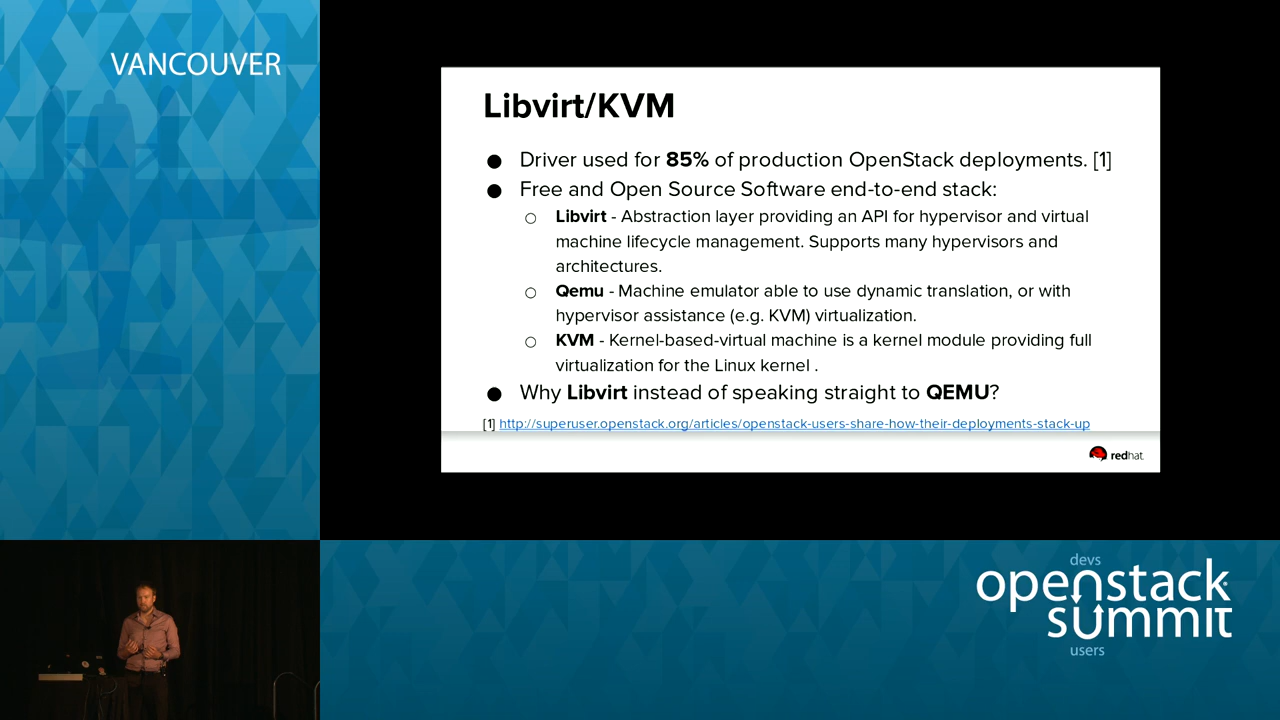 VANCOUVER
Libvirt/KVM
● Driver used for 85% of production OpenStack deployments. [1]
● Free and Open Source Software end-to-end stack:
○ Libvirt - Abstraction layer providing an API for hypervisor and virtual
machine lifecycle management. Supports many hypervisors and
architectures.
○ Qemu - Machine emulator able to use dynamic translation, or with
hypervisor assistance (e.g. KVM) virtualization.
○ KVM - Kernel-based-virtual machine is a kernel module providing full
virtualization for the Linux kernel .
● Why Libvirt instead of speaking straight to QEMU?
[1] http://superuser.openstack.org/articles/openstack-users-share-how-their-deployments-stack-up
redhat
devs
openstack
summit
users